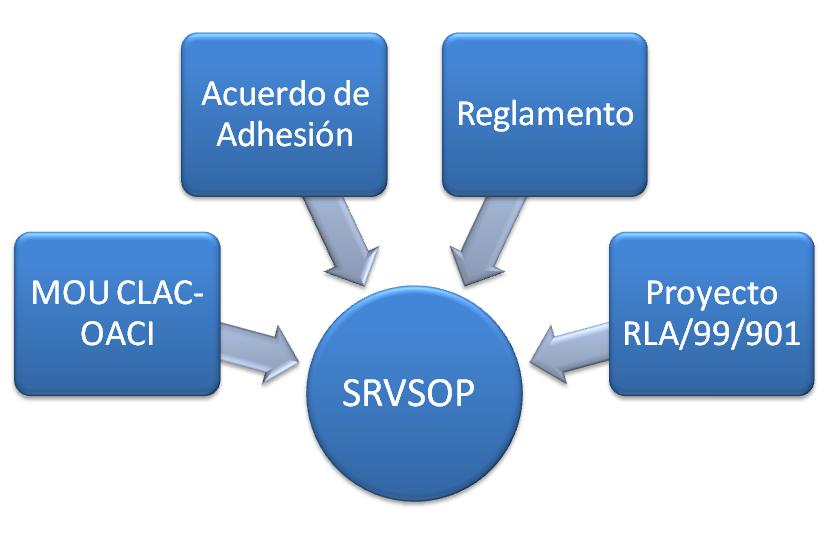 Acuerdo de
Adhesión
Reglamento
MOU CLAC-
OACI
Proyecto
RLA/99/901
SRVSOP